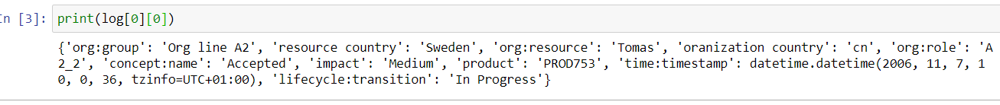 In [3]: print(log[0][0])
{'org:group': 'Org line A2', 'resource country': 'Sweden', 'org:resource': 'Tomas', 'oranization country': 'cn', 'org:role': 'A
2_2', 'concept:name': 'Accepted', 'impact': 'Medium', 'product': 'PROD753', 'time:timestamp': datetime.datetime(2006, 11, 7, 1
0, 0, 36, tzinfo=UTC+01:00), 'lifecycle:transition': 'In Progress'}